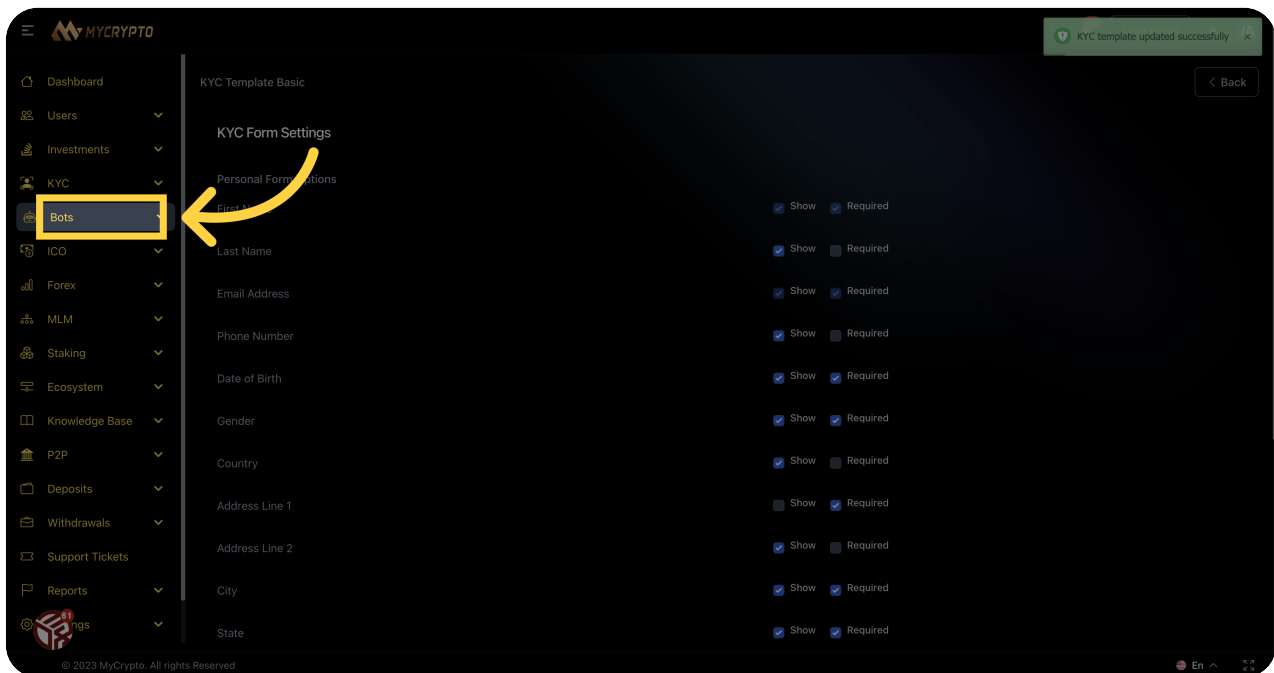 MYCRYPTO
KYC template updated successfully ×
Dashboard
KYC Template Basic
Back
Users
KYC Form Settings
Investments
Personal Form
KYC
Bots
Show Required
ICO
Last Name Show Required
Forex
Email Address Show Required
MLM
Phone Number Show Required
Staking
Date of Birth Show Required
Ecosystem
Knowledge Base
Gender Show Required
P2P
Country Show Required
Deposits
Address Line 1 Show Required
Withdrawals
Address Line 2 Show Required
Support Tickets
Reports
City Show Required
61
State Show Required
© 2023 MyCrypto. All rights Reserved
En